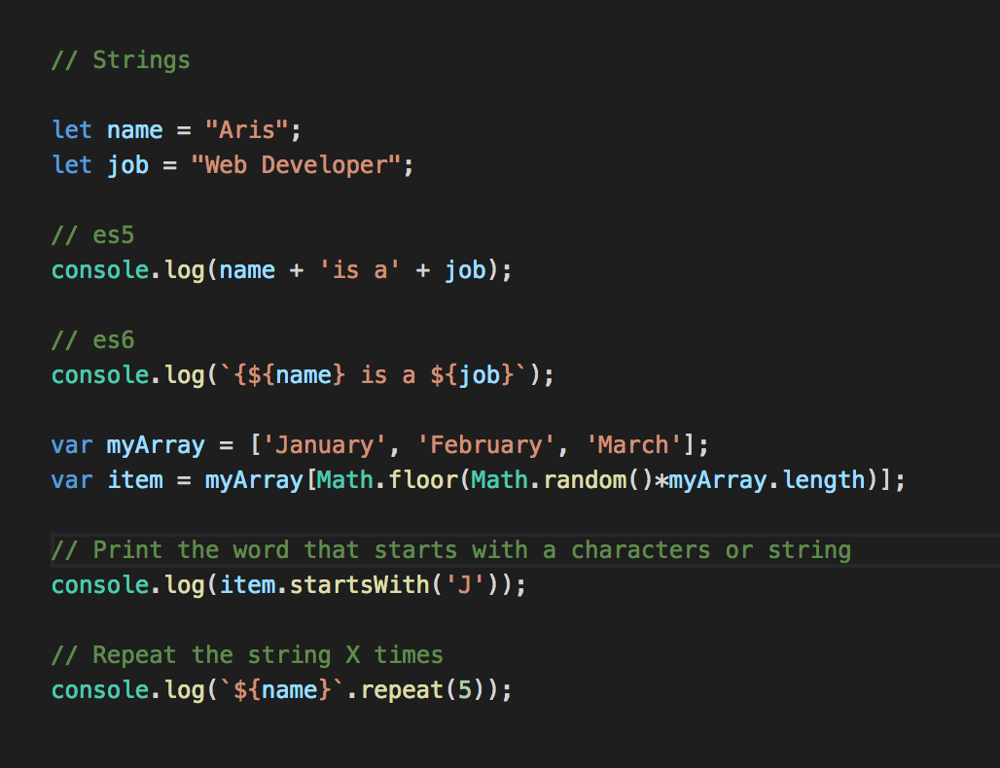 // Strings
let name = "Aris";
let job = "Web Developer";
// es5
console.log(name + 'is a' + job);
// es6
console.log(`{${name} is a ${job}`);
var myArray = ['January', 'February', 'March'];
var item = myArray[Math.floor(Math.random()*myArray.length)];
// Print the word that starts with a characters or string
console.log(item.startsWith('J'));
// Repeat the string X times
console.log(`${name}`.repeat(5));